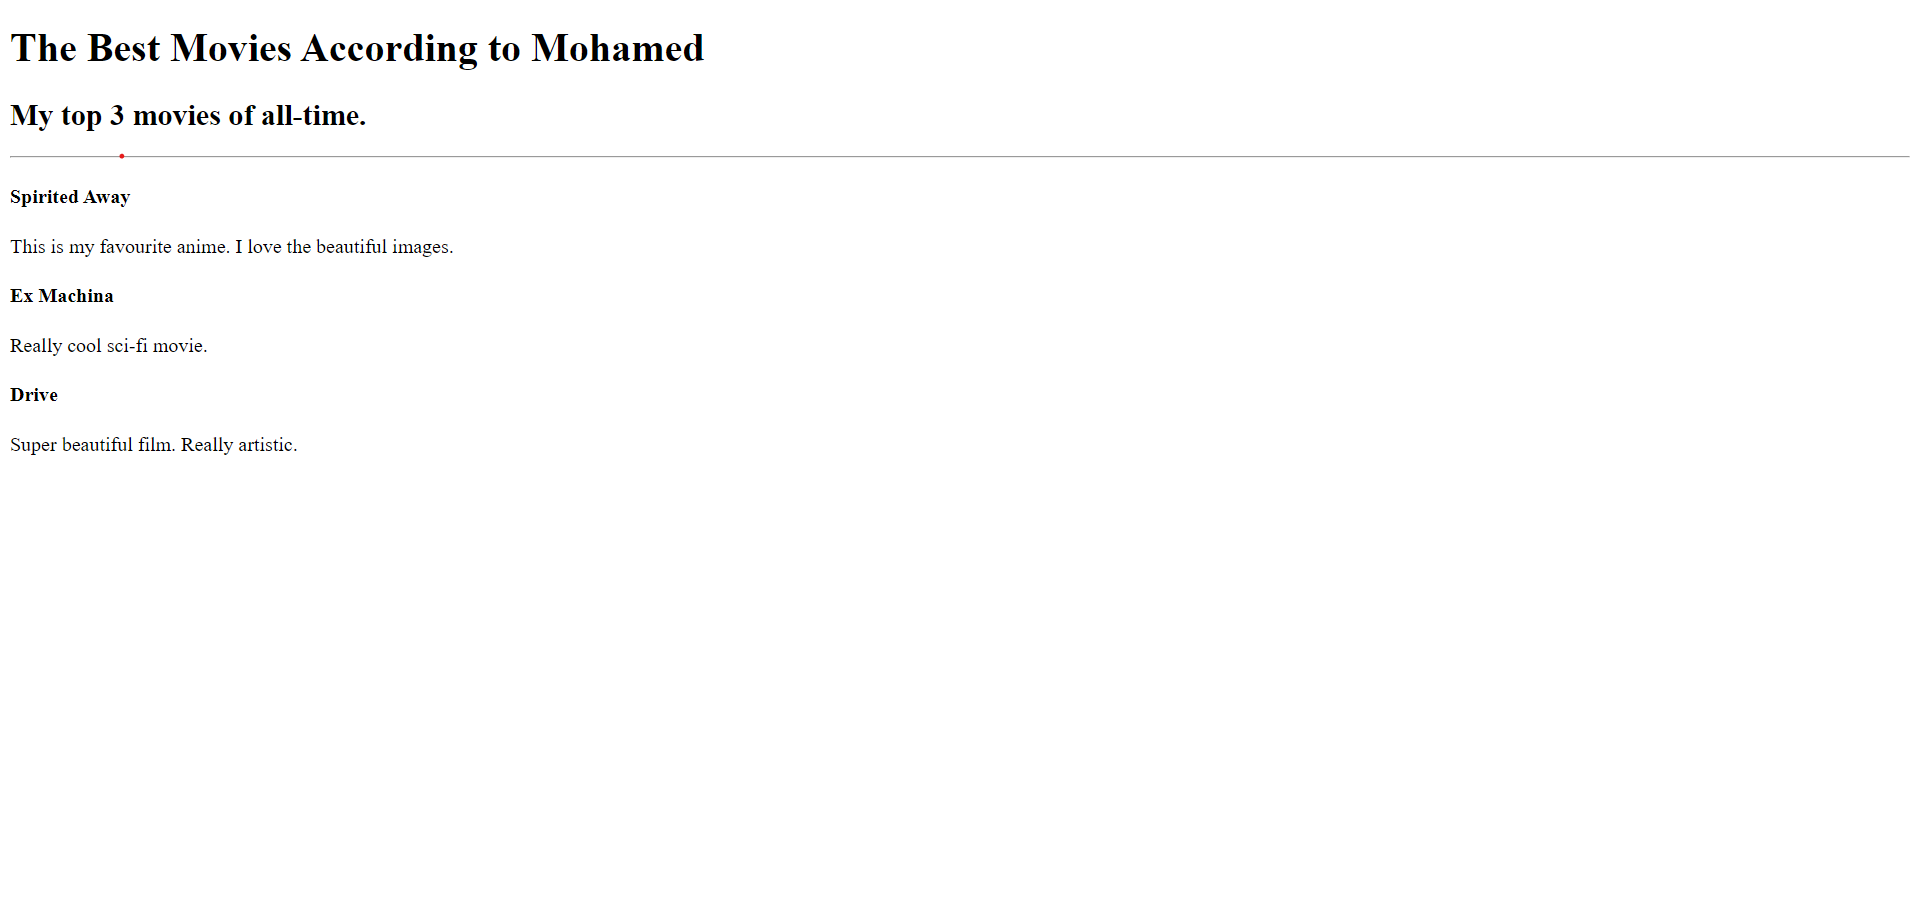 The Best Movies According to Mohamed
My top 3 movies of all-time.
Spirited Away
This is my favourite anime. I love the beautiful images.
Ex Machina
Really cool sci-fi movie.
Drive
Super beautiful film. Really artistic.